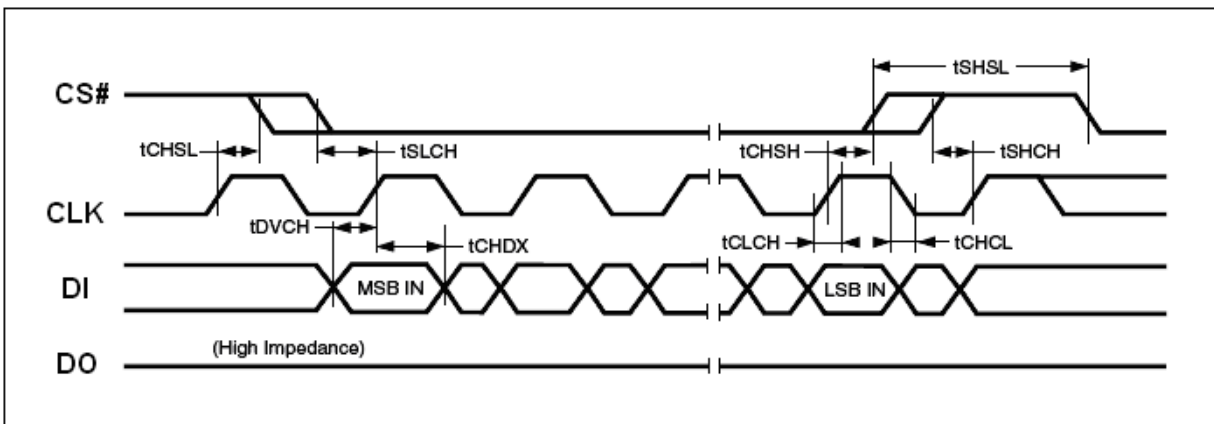 tSHSL
CS#
tCHSL
tSLCH
tCHSH
tSHCH
CLK
tDVCH
tCHDX
tCLCH
tCHCL
DI
MSB IN
LSB IN
(High Impedance)
DO